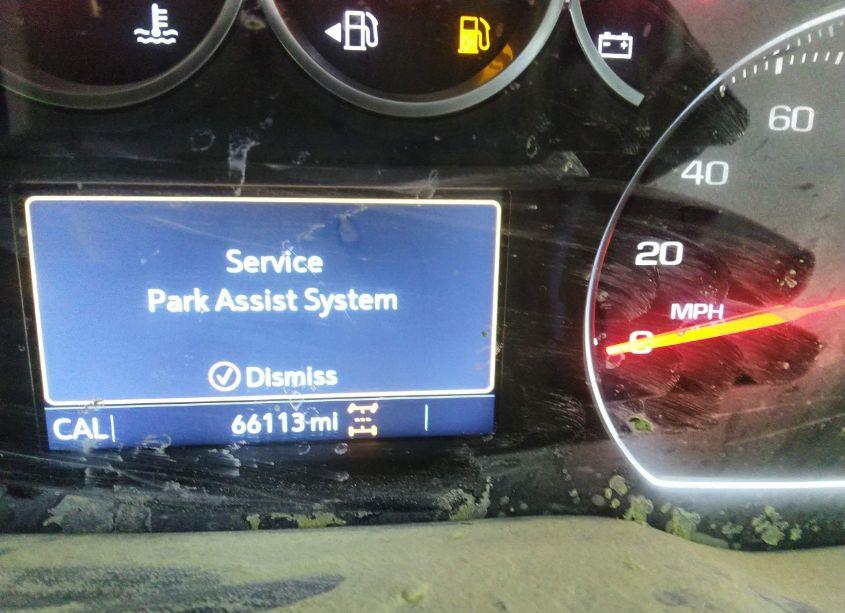 60
40
20
MPH
0
Service
Park Assist System
Dismiss
CAL 66113 mi